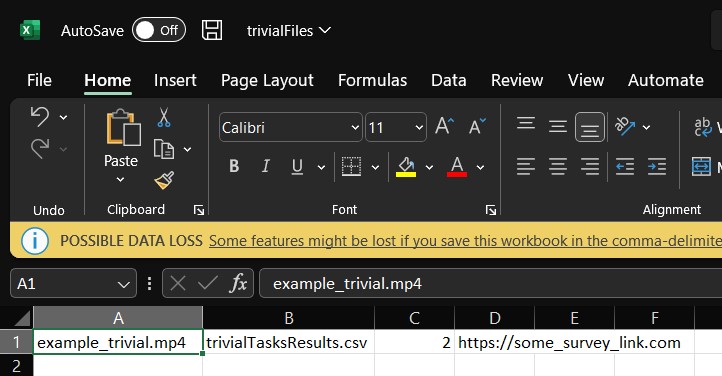 AutoSave Off trivialFiles
File Home Insert Page Layout Formulas Data Review View Automate
Paste
Calibri 11 A A
B I U A
ab
Undo Clipboard Font Alignment
POSSIBLE DATA LOSS Some features might be lost if you save this workbook in the comma-delimite
A1 fx example_trivial.mp4
A B C D E F
1 example_trivial.mp4 trivialTasksResults.csv 2 https://some_survey_link.com
2